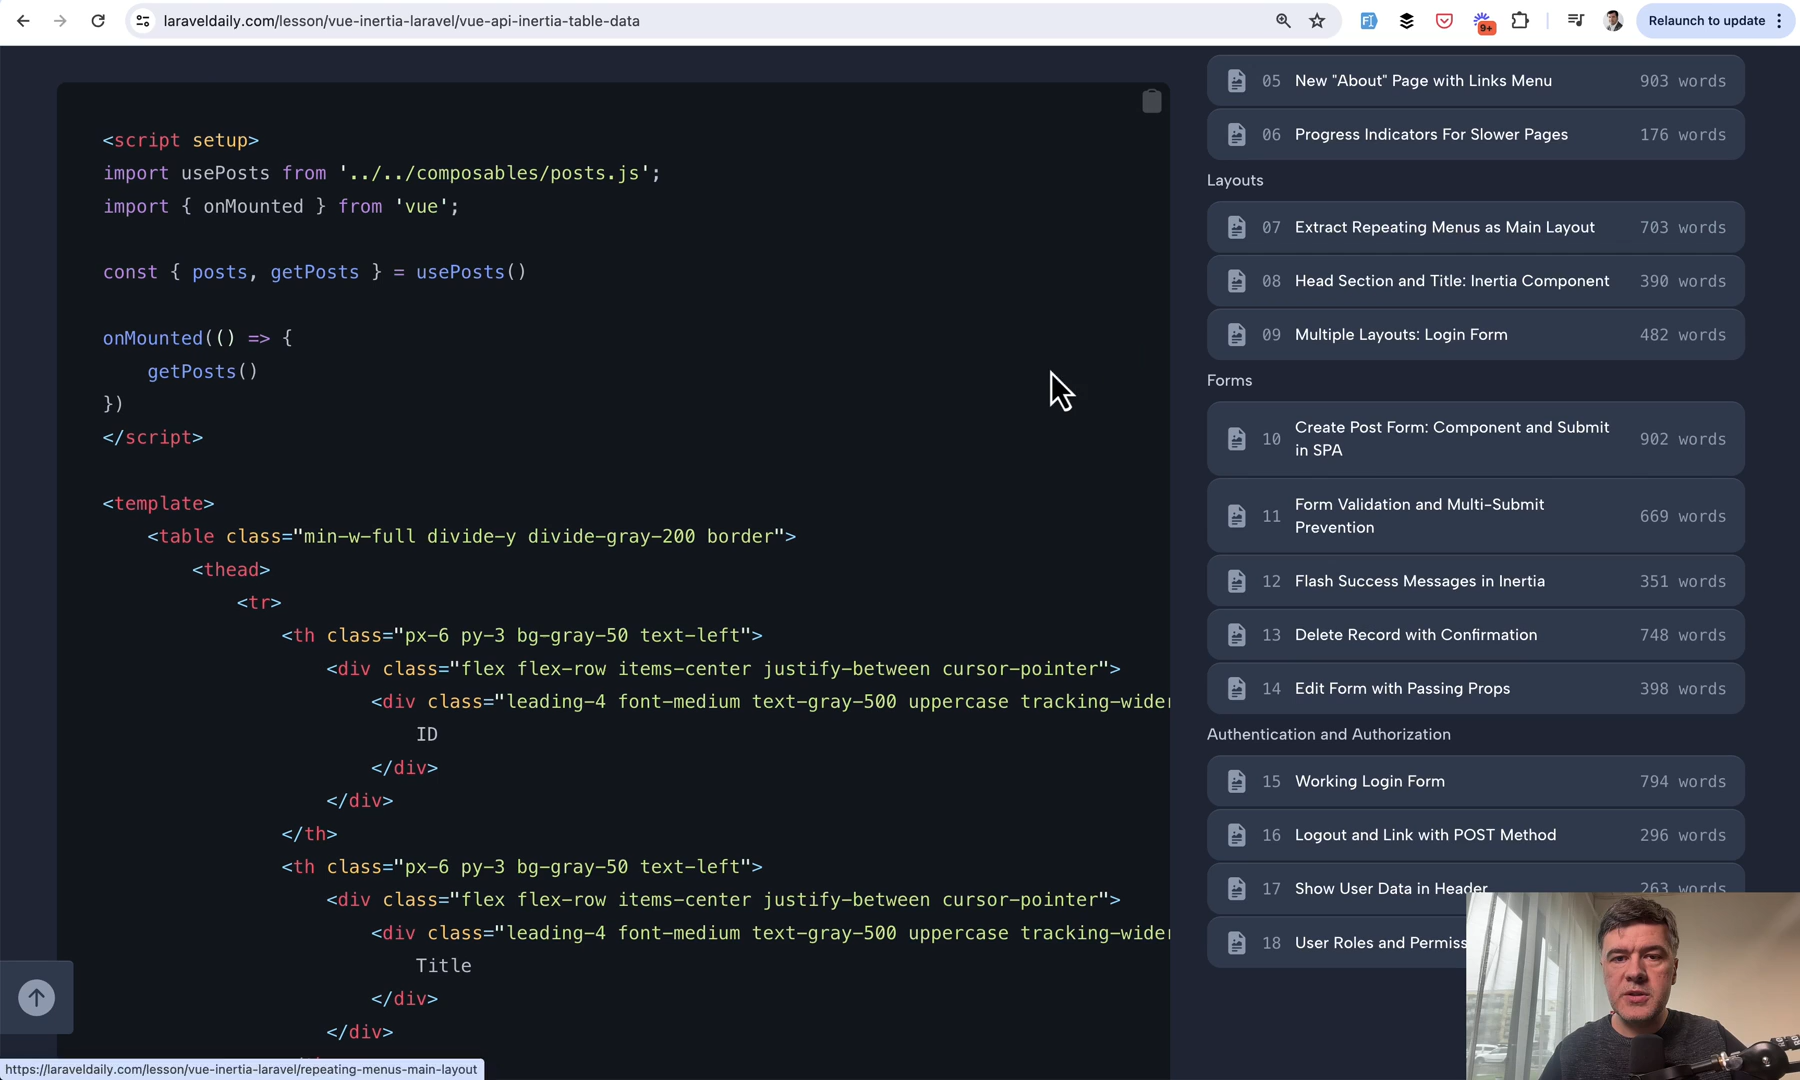 laraveldaily.com/lesson/vue-inertia-laravel/vue-api-inertia-table-data
9+
Relaunch to update
<script setup>
import usePosts from '../../composables/posts.js';
import { onMounted } from 'vue';
const { posts, getPosts } = usePosts()
onMounted(() => {
getPosts()
})
</script>
<template>
<table class="min-w-full divide-y divide-gray-200 border">
<thead>
<tr>
<th class="px-6 py-3 bg-gray-50 text-left">
<div class="flex flex-row items-center justify-between cursor-pointer">
<div class="leading-4 font-medium text-gray-500 uppercase tracking-wider
ID
</div>
</div>
</th>
<th class="px-6 py-3 bg-gray-50 text-left">
<div class="flex flex-row items-center justify-between cursor-pointer">
<div class="leading-4 font-medium text-gray-500 uppercase tracking-wider
Title
</div>
</div>
https://laraveldaily.com/lesson/vue-inertia-laravel/repeating-menus-main-layout
05 New "About" Page with Links Menu 903 words
06 Progress Indicators For Slower Pages 176 words
Layouts
07 Extract Repeating Menus as Main Layout 703 words
08 Head Section and Title: Inertia Component 390 words
09 Multiple Layouts: Login Form 482 words
Forms
10 Create Post Form: Component and Submit 902 words
in SPA
11 Form Validation and Multi-Submit 669 words
Prevention
12 Flash Success Messages in Inertia 351 words
13 Delete Record with Confirmation 748 words
14 Edit Form with Passing Props 398 words
Authentication and Authorization
15 Working Login Form 794 words
16 Logout and Link with POST Method 296 words
17 Show User Data in Header 263 words
18 User Roles and Permiss